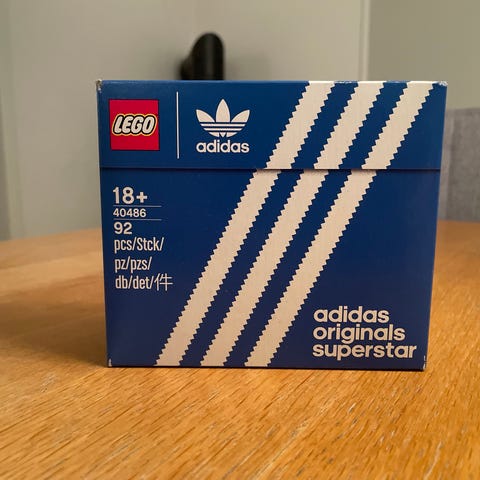 LEGO
adidas
18+
40486
92
pcs/Stck/
pz/pzs/
db/det/件
adidas
originals
superstar